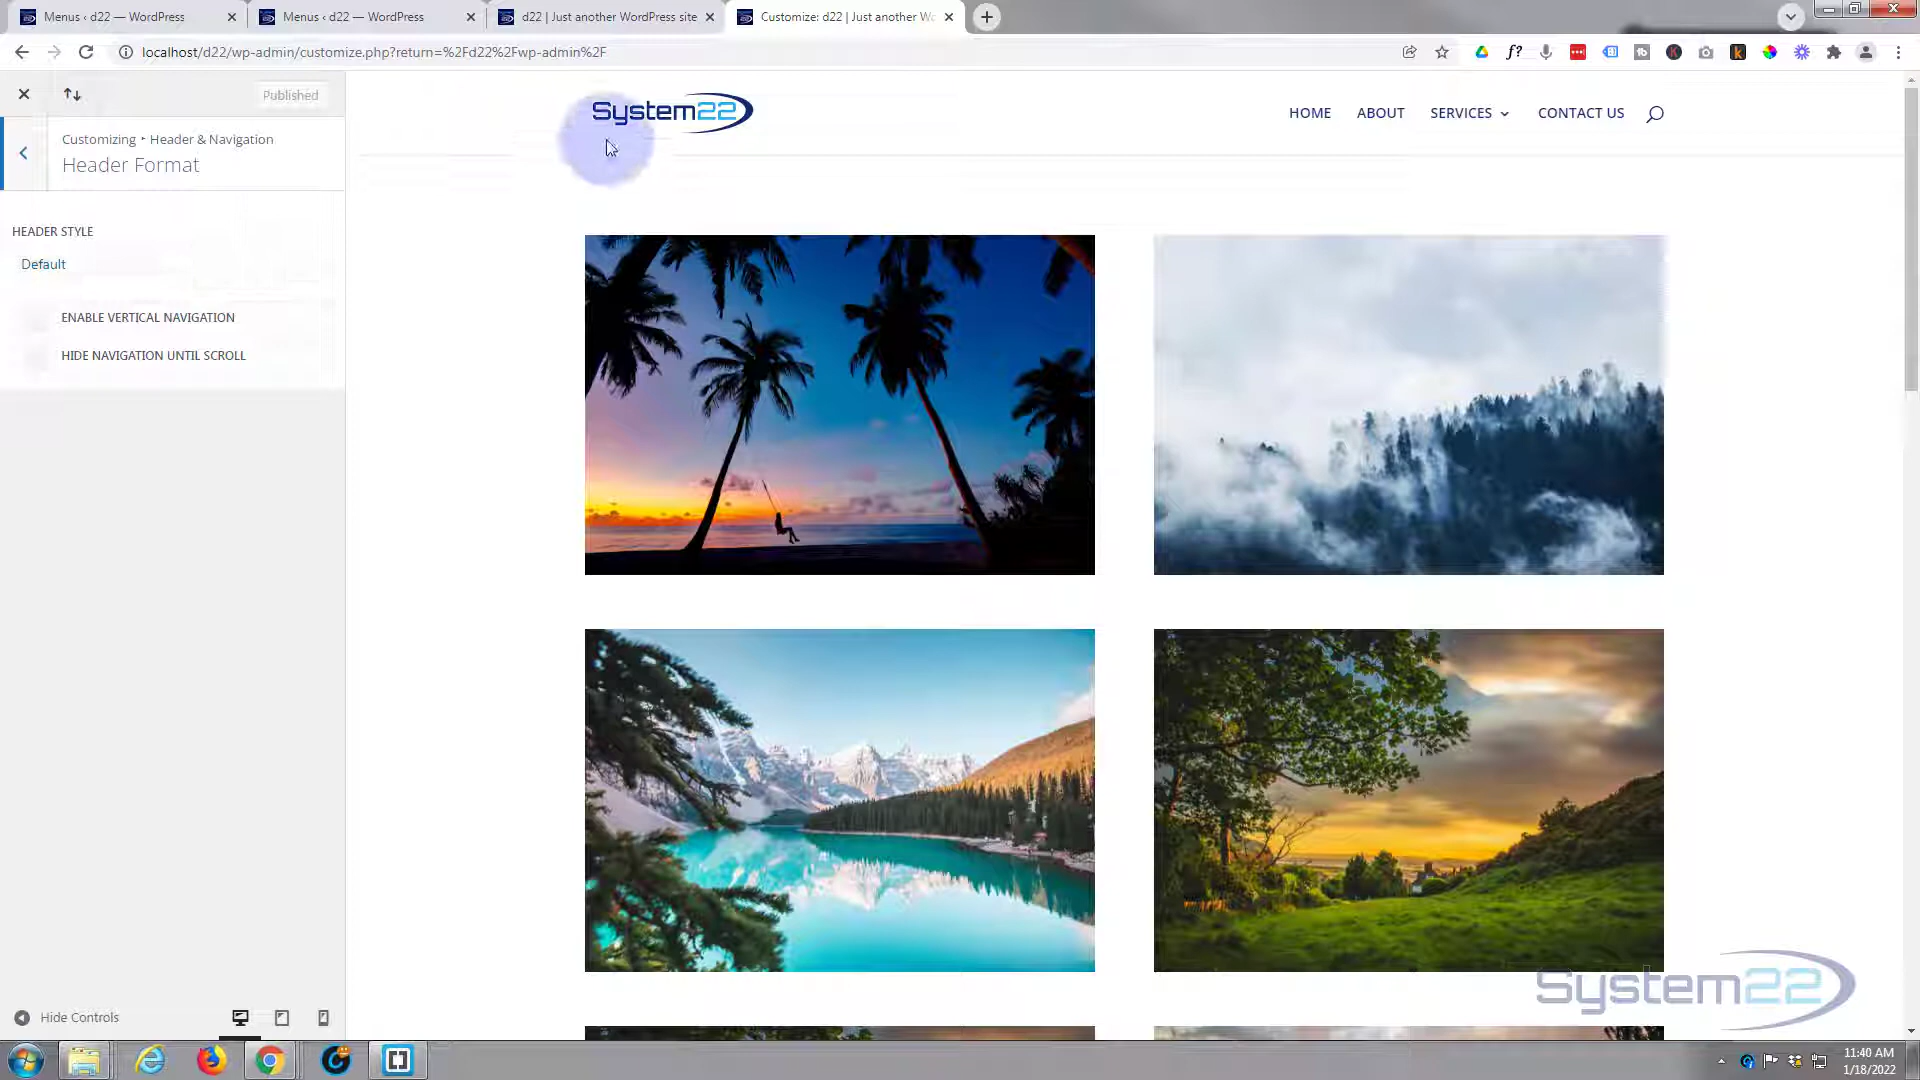 Menus ‹ d22 — WordPress
Menus ‹ d22 — WordPress
d22 | Just another WordPress site
Customize: d22 | Just another Wo
localhost/d22/wp-admin/customize.php?return=%2Fd22%2Fwp-admin%2F
Published
Customizing ‣ Header & Navigation
Header Format
HEADER STYLE
Default
ENABLE VERTICAL NAVIGATION
HIDE NAVIGATION UNTIL SCROLL
Hide Controls
System22
HOME
ABOUT
SERVICES
CONTACT US
System22
11:40 AM
1/18/2022